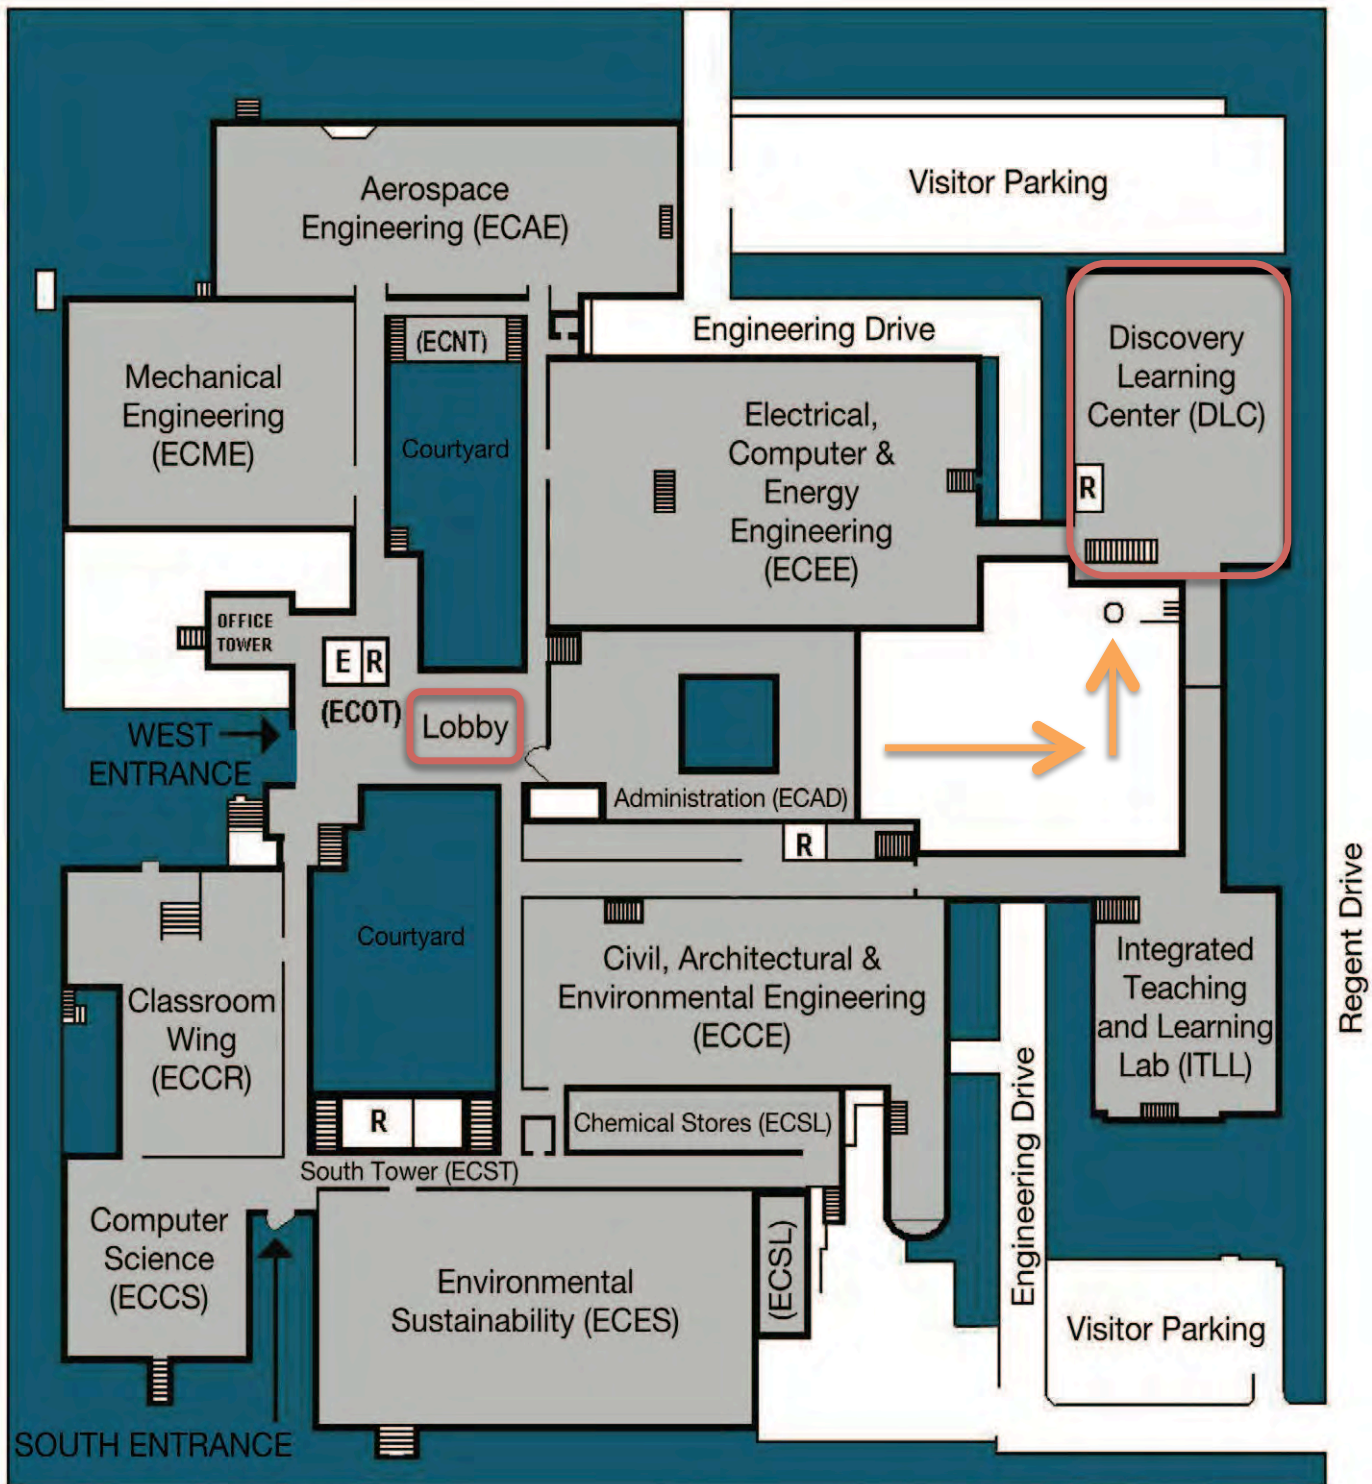 Aerospace
Engineering (ECAE)
Visitor Parking
(ECNT)
Engineering Drive
Discovery
Learning
Center (DLC)
R
Mechanical
Engineering
(ECME)
Courtyard
Electrical,
Computer &
Energy
Engineering
(ECEE)
OFFICE
TOWER
E R
(ECOT)
Lobby
WEST
ENTRANCE
Administration (ECAD)
R
Regent Drive
Courtyard
Civil, Architectural &
Environmental Engineering
(ECCE)
Integrated
Teaching
and Learning
Lab (ITLL)
Classroom
Wing
(ECCR)
R
Chemical Stores (ECSL)
South Tower (ECST)
Engineering Drive
Computer
Science
(ECCS)
Environmental
Sustainability (ECES)
(ECSL)
Visitor Parking
SOUTH ENTRANCE